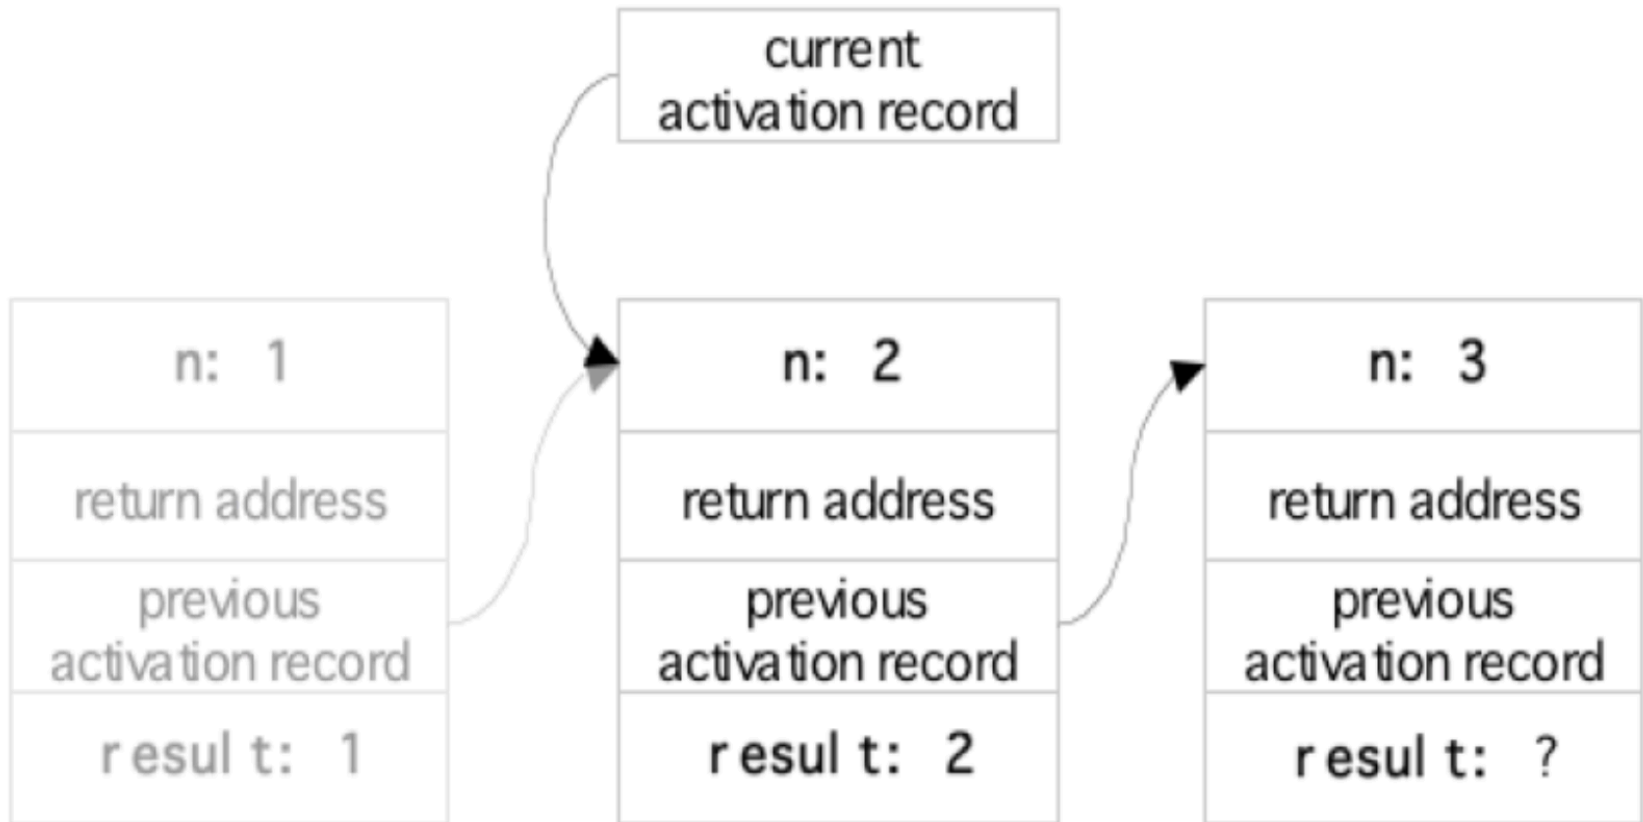 current
activation record
n: 1
return address
previous
activation record
result: 1
n: 2
return address
previous
activation record
result: 2
n: 3
return address
previous
activation record
result: ?